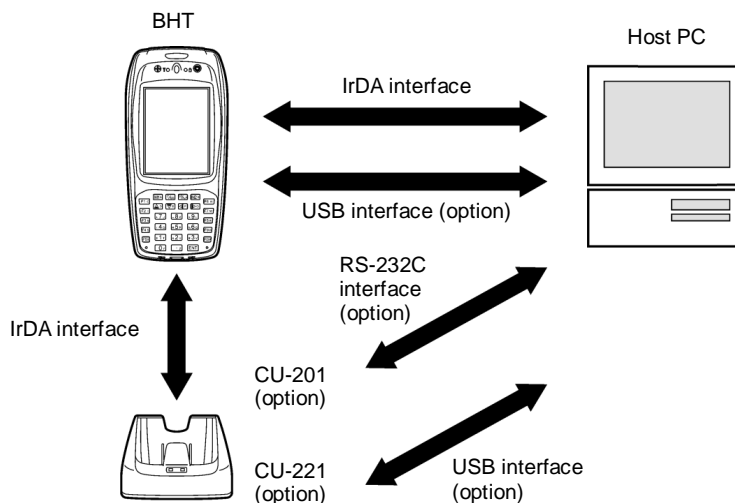 BHT
Host PC
IrDA interface
USB interface (option)
RS-232C
interface
(option)
IrDA interface
CU-201
(option)
CU-221
(option)
USB interface
(option)